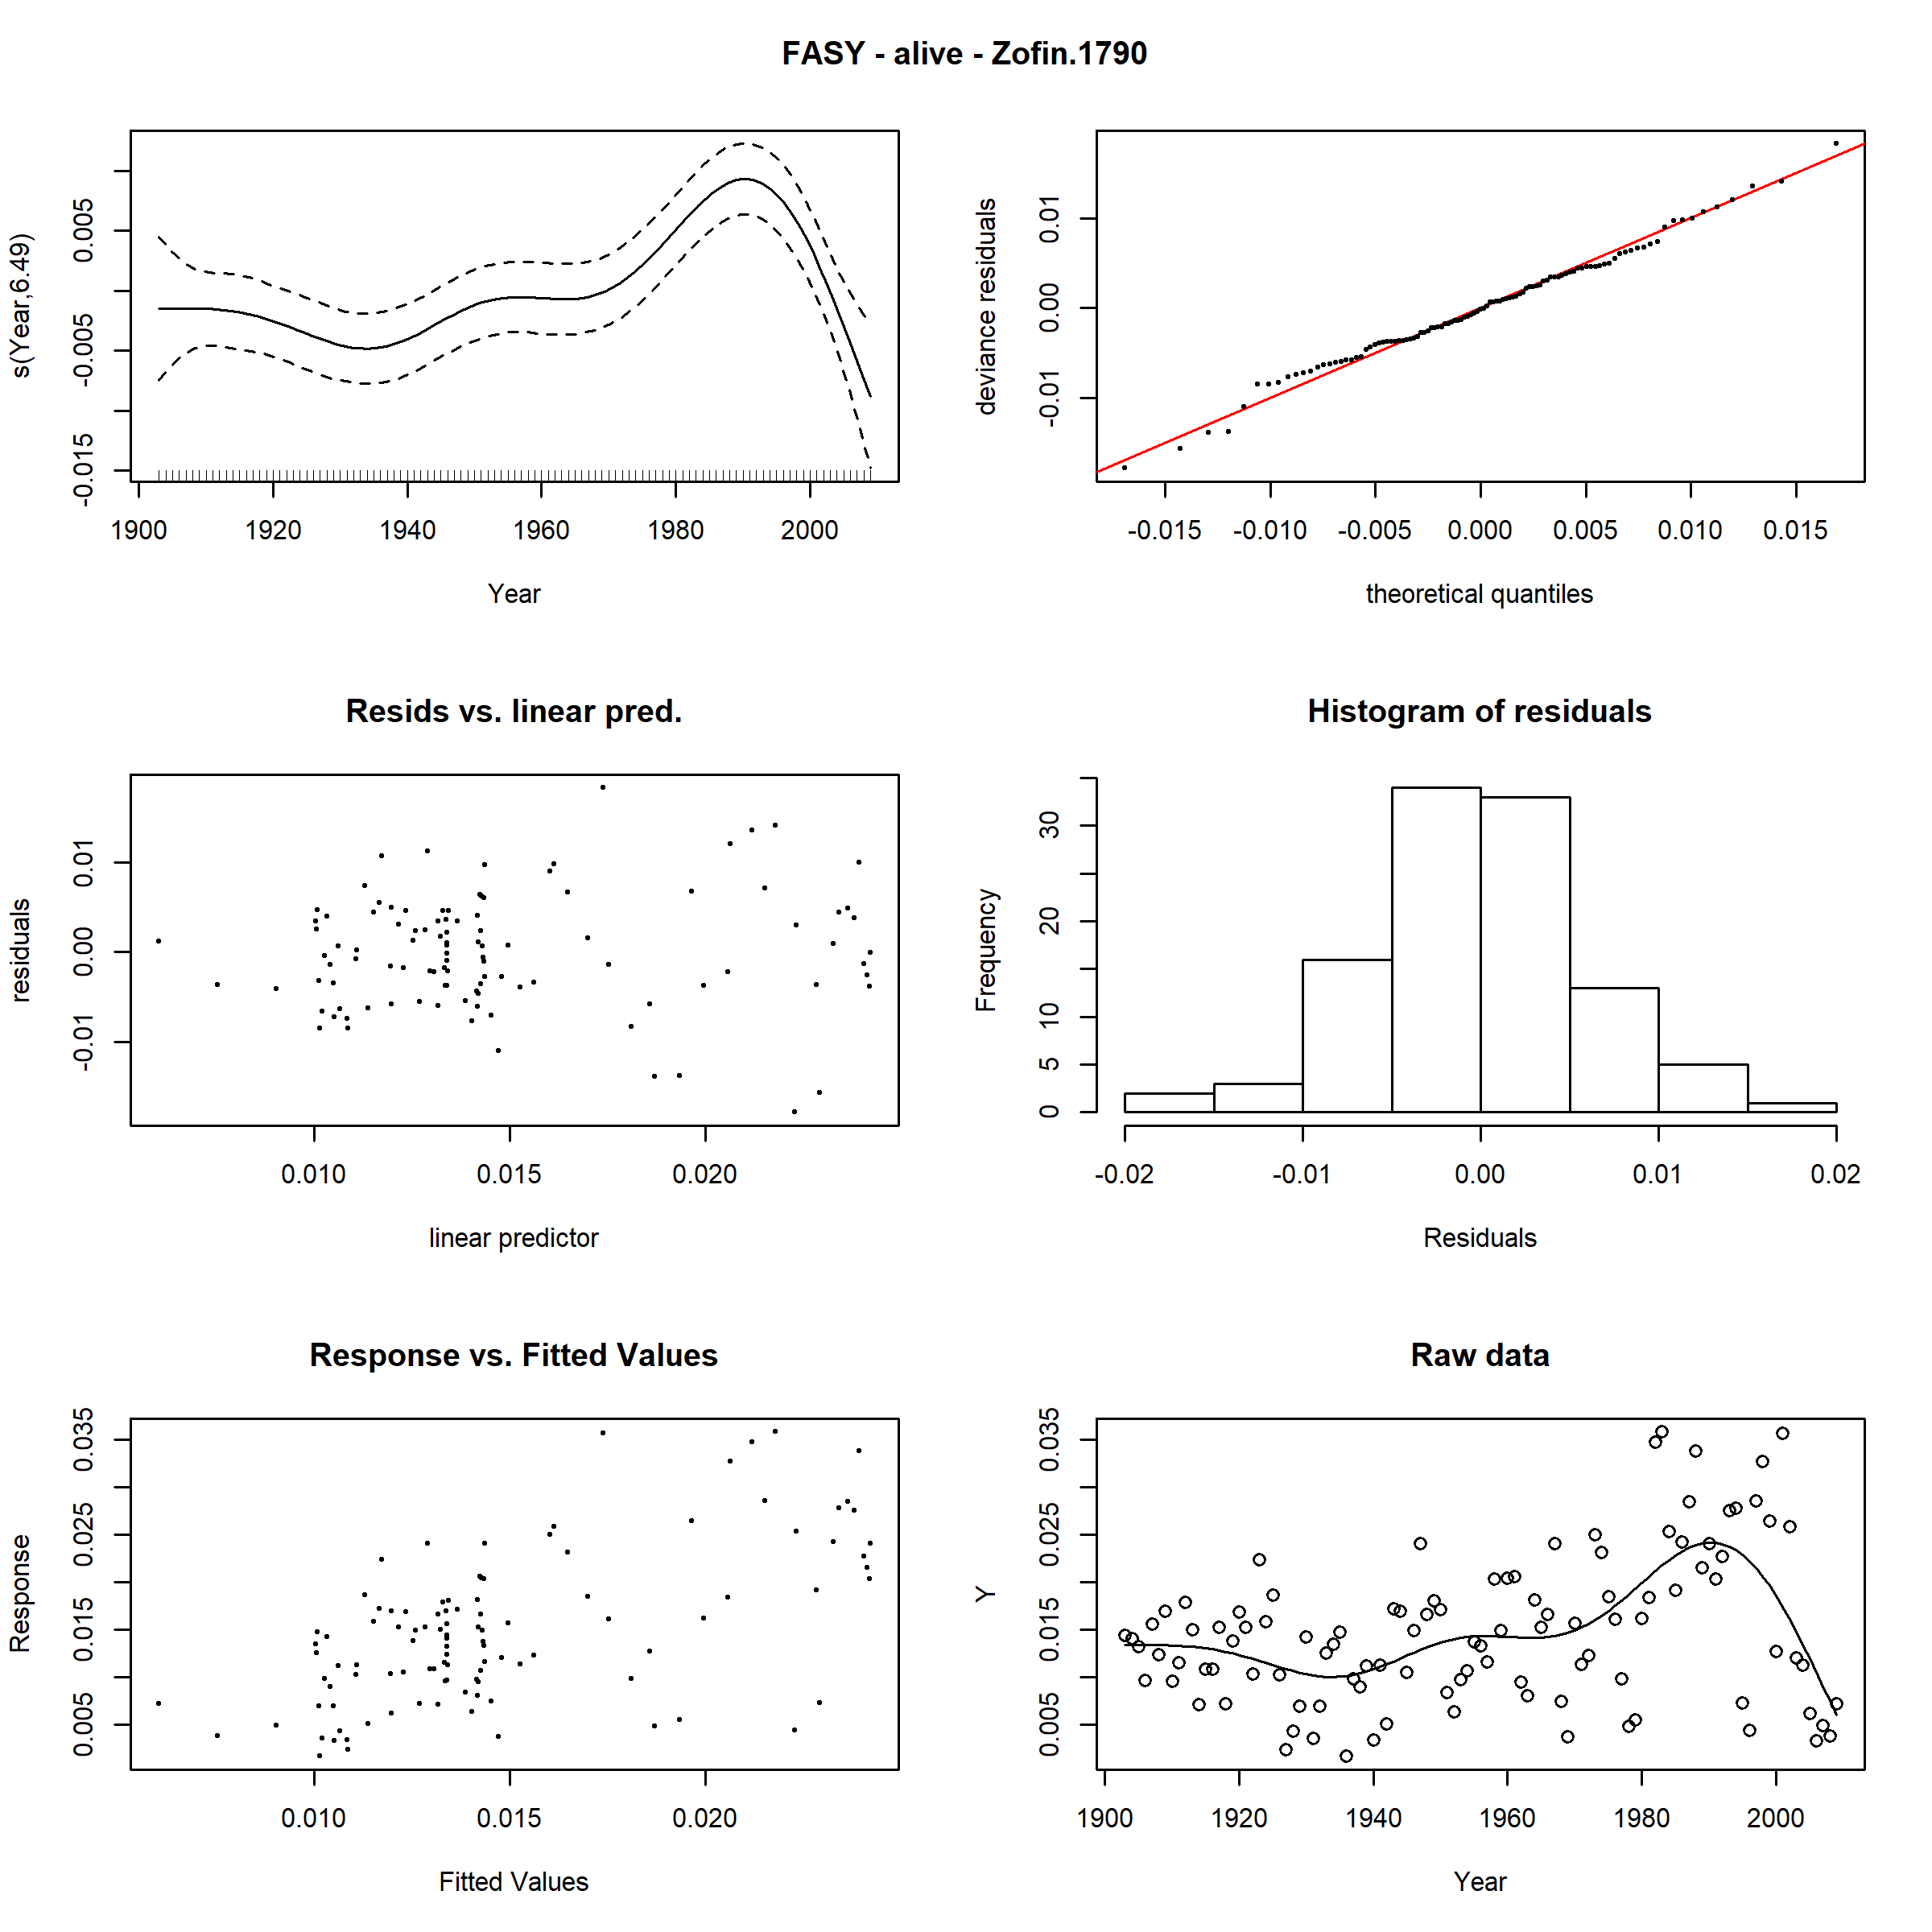 FASY - alive - Zofin.1790
s(Year,6.49)
-0.015 -0.005 0.005
1900 1920 1940 1960 1980 2000
Year
deviance residuals
-0.01 0.00 0.01
-0.015 -0.010 -0.005 0.000 0.005 0.010 0.015
theoretical quantiles
Resids vs. linear pred.
residuals
-0.01 0.00 0.01
0.010 0.015 0.020
linear predictor
Histogram of residuals
Frequency
0 5 10 20 30
-0.02 -0.01 0.00 0.01 0.02
Residuals
Response vs. Fitted Values
Response
0.005 0.015 0.025 0.035
0.010 0.015 0.020
Fitted Values
Raw data
Y
0.005 0.015 0.025 0.035
1900 1920 1940 1960 1980 2000
Year